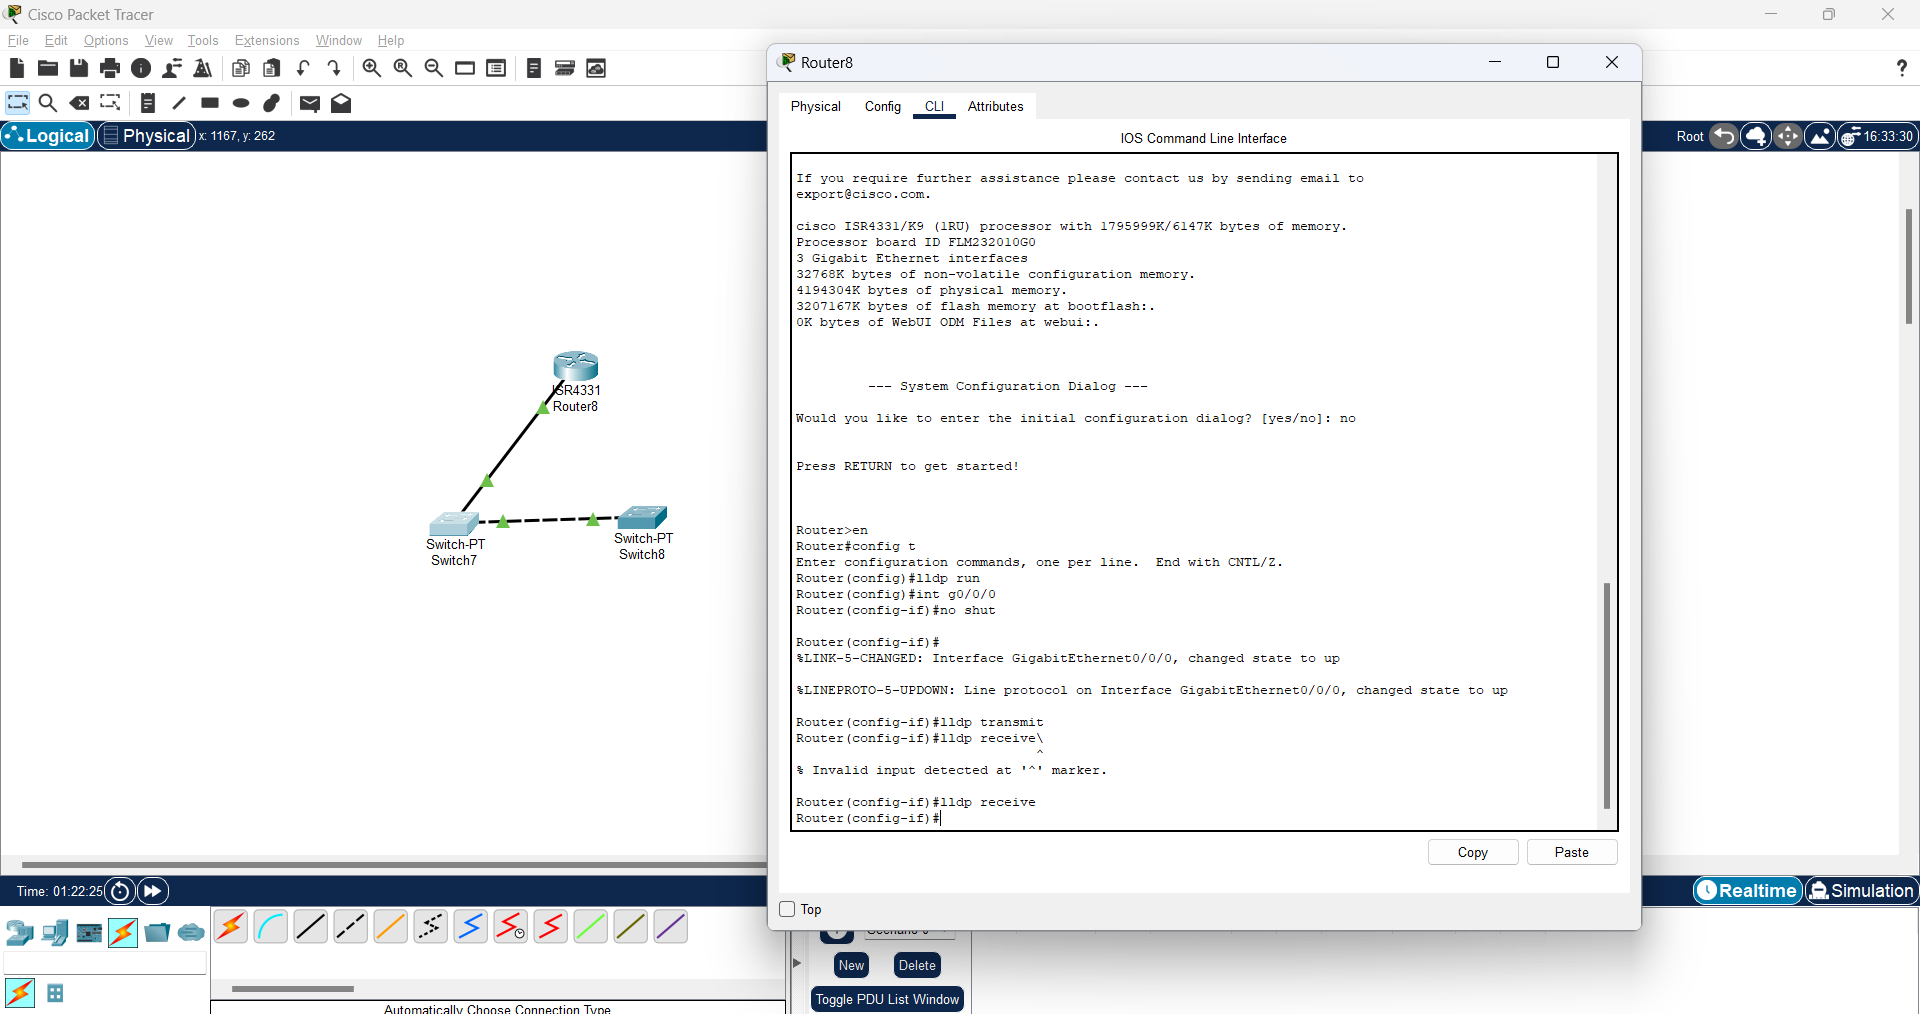 Cisco Packet Tracer
File Edit Options View Tools Extensions Window Help
Logical Physical x: 1167, y: 262
Root 16:33:30
ISR4331
Router8
Switch-PT
Switch7
Switch-PT
Switch8
Router8
Physical Config CLI Attributes
IOS Command Line Interface
If you require further assistance please contact us by sending email to
export@cisco.com.
cisco ISR4331/K9 (1RU) processor with 1795999K/6147K bytes of memory.
Processor board ID FLM232010G0
3 Gigabit Ethernet interfaces
32768K bytes of non-volatile configuration memory.
4194304K bytes of physical memory.
3207167K bytes of flash memory at bootflash:.
0K bytes of WebUI ODM Files at webui:.
--- System Configuration Dialog ---
Would you like to enter the initial configuration dialog? [yes/no]: no
Press RETURN to get started!
Router>en
Router#config t
Enter configuration commands, one per line.  End with CNTL/Z.
Router(config)#lldp run
Router(config)#int g0/0/0
Router(config-if)#no shut
Router(config-if)#
%LINK-5-CHANGED: Interface GigabitEthernet0/0/0, changed state to up
%LINEPROTO-5-UPDOWN: Line protocol on Interface GigabitEthernet0/0/0, changed state to up
Router(config-if)#lldp transmit
Router(config-if)#lldp receive\
^
% Invalid input detected at '^' marker.
Router(config-if)#lldp receive
Router(config-if)#
Copy Paste
Top
Time: 01:22:25
Realtime Simulation
New Delete
Toggle PDU List Window
Automatically Choose Connection Type